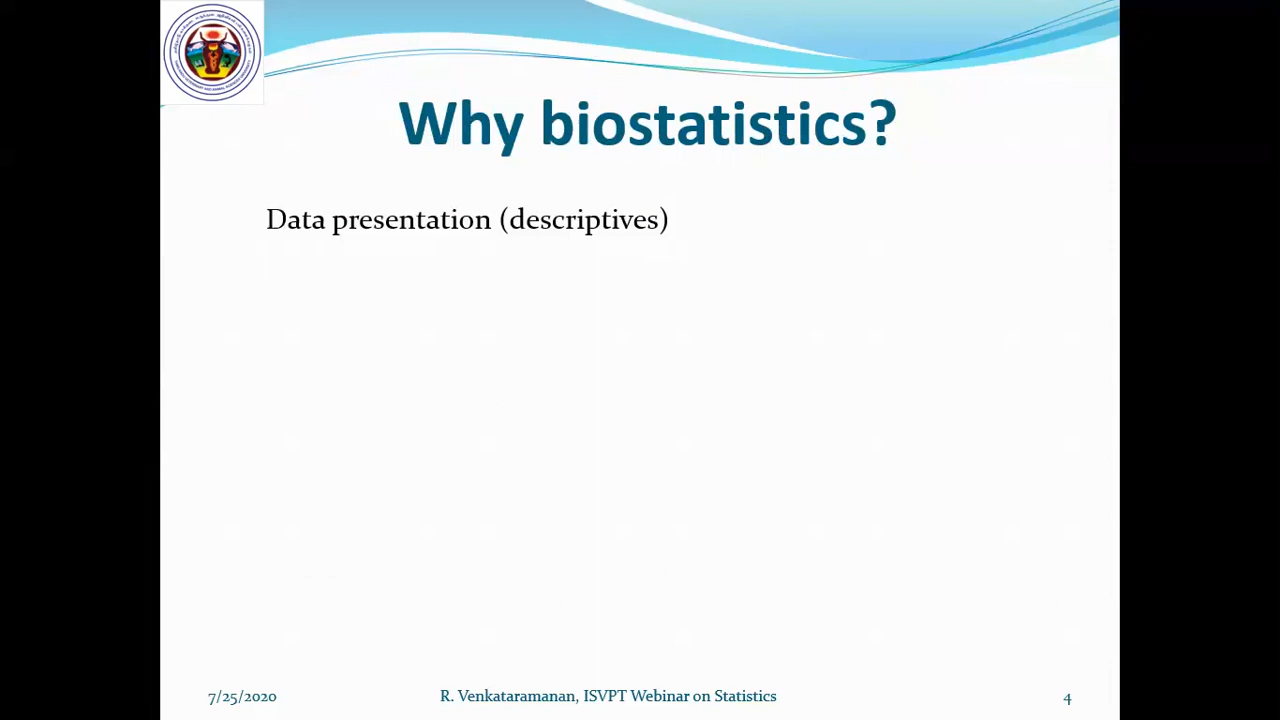 Why biostatistics?
Data presentation (descriptives)
7/25/2020
R. Venkataramanan, ISVPT Webinar on Statistics
4